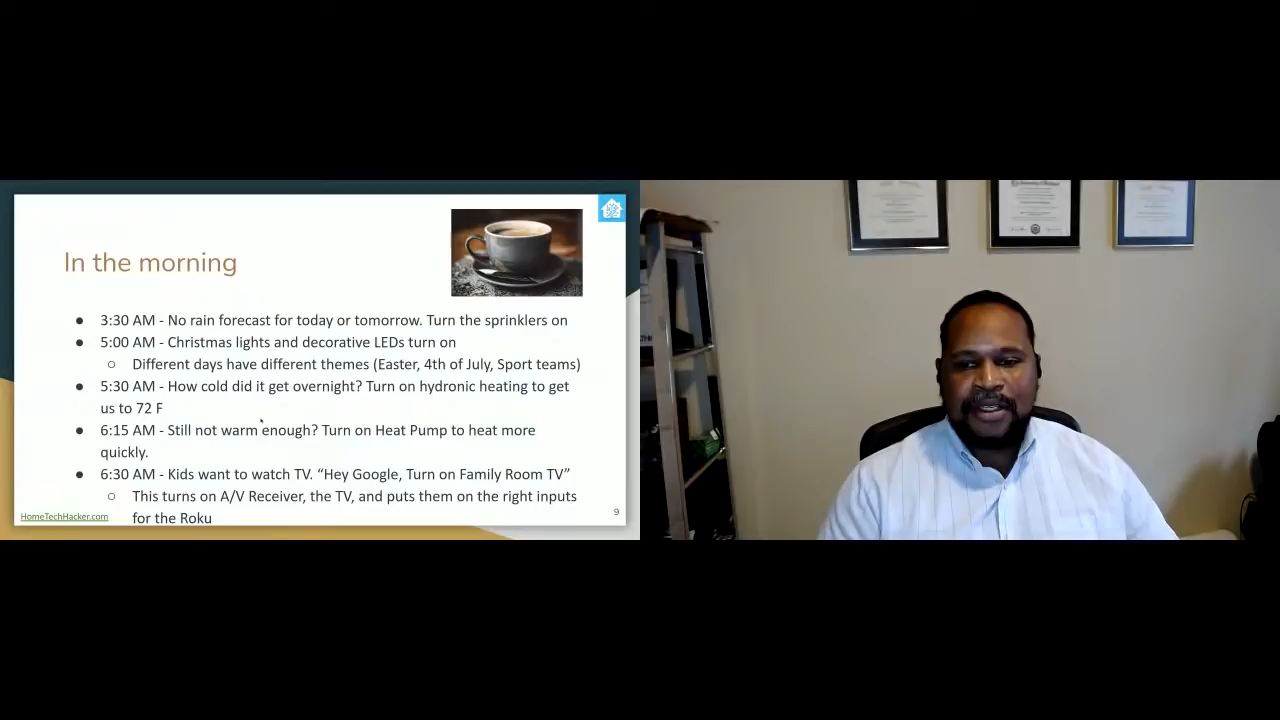 In the morning
● 3:30 AM - No rain forecast for today or tomorrow. Turn the sprinklers on
● 5:00 AM - Christmas lights and decorative LEDs turn on
○ Different days have different themes (Easter, 4th of July, Sport teams)
● 5:30 AM - How cold did it get overnight? Turn on hydronic heating to get
us to 72 F
● 6:15 AM - Still not warm enough? Turn on Heat Pump to heat more
quickly.
● 6:30 AM - Kids want to watch TV. “Hey Google, Turn on Family Room TV”
○ This turns on A/V Receiver, the TV, and puts them on the right inputs
for the Roku
HomeTechHacker.com
9